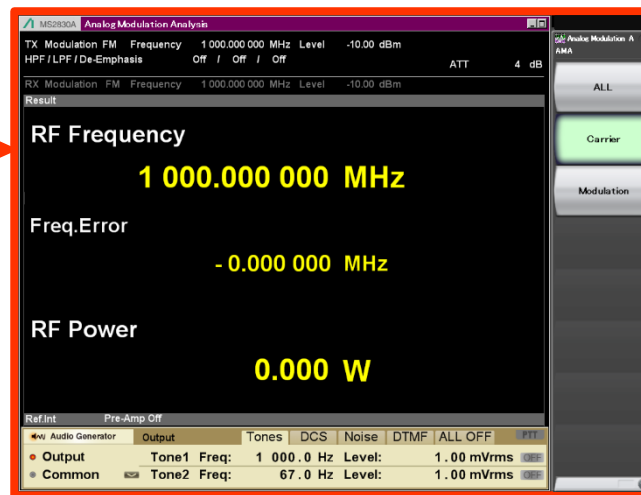 MS2830A Analog Modulation Analysis
TX Modulation FM Frequency 1 000.000 000 MHz Level -10.00 dBm
HPF / LPF / De-Emphasis Off / Off / Off
ATT 4 dB
RX Modulation FM Frequency 1 000.000 000 MHz Level -10.00 dBm
Result
RF Frequency
1 000.000 000 MHz
Freq.Error
- 0.000 000 MHz
RF Power
0.000 W
Ref.Int Pre-Amp Off
Audio Generator Output Tones DCS Noise DTMF ALL OFF PTT
Output Tone1 Freq: 1 000.0 Hz Level: 1.00 mVrms OFF
Common Tone2 Freq: 67.0 Hz Level: 1.00 mVrms OFF
Analog Modulation A
AMA
ALL
Carrier
Modulation